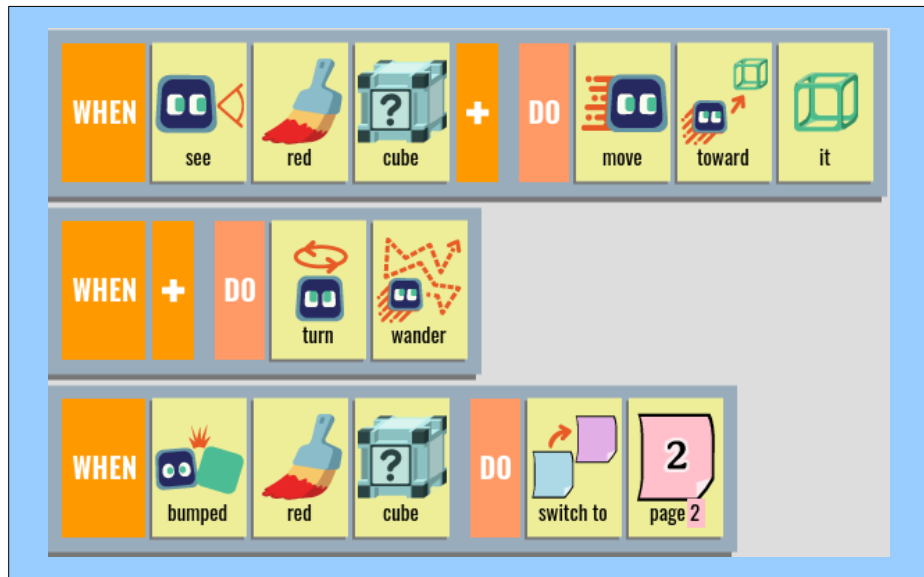 WHEN see red cube + DO move toward it
WHEN + DO turn wander
WHEN bumped red cube ? DO switch to page 2 2